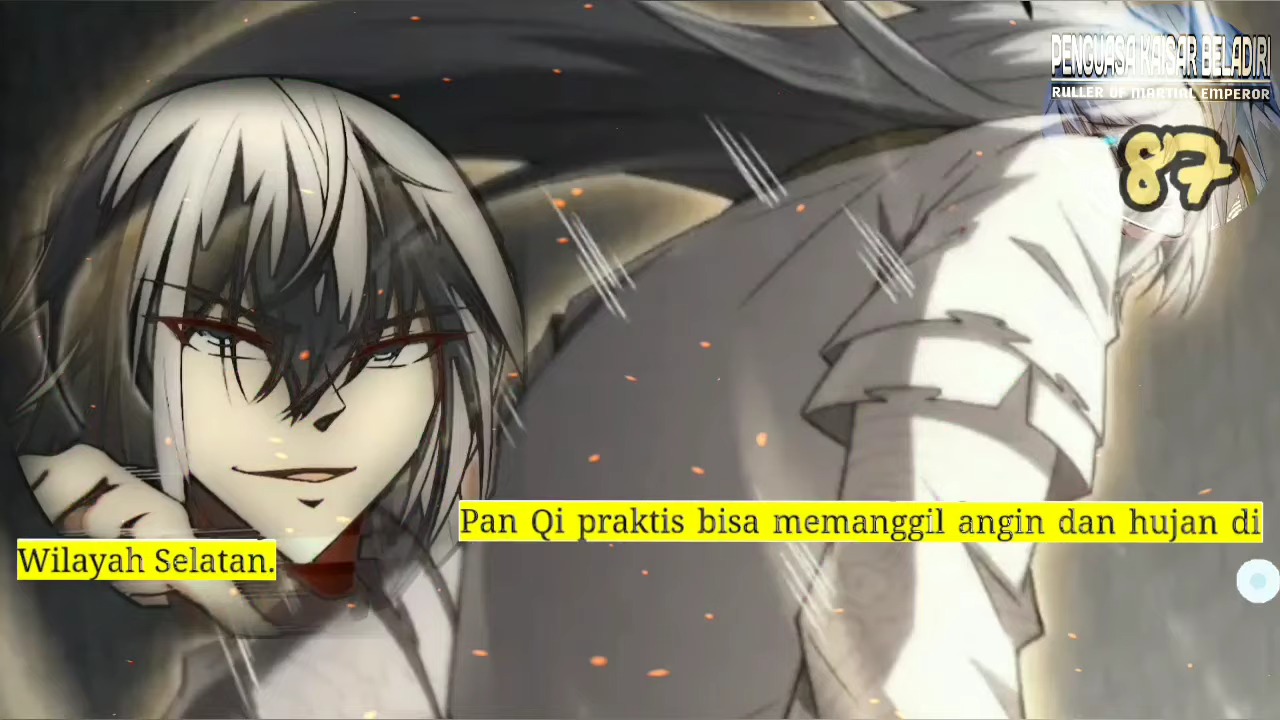 PENGUASA KAISAR BELADIRI
RULLER OF MARTIAL EMPEROR
87
Pan Qi praktis bisa memanggil angin dan hujan di
Wilayah Selatan.